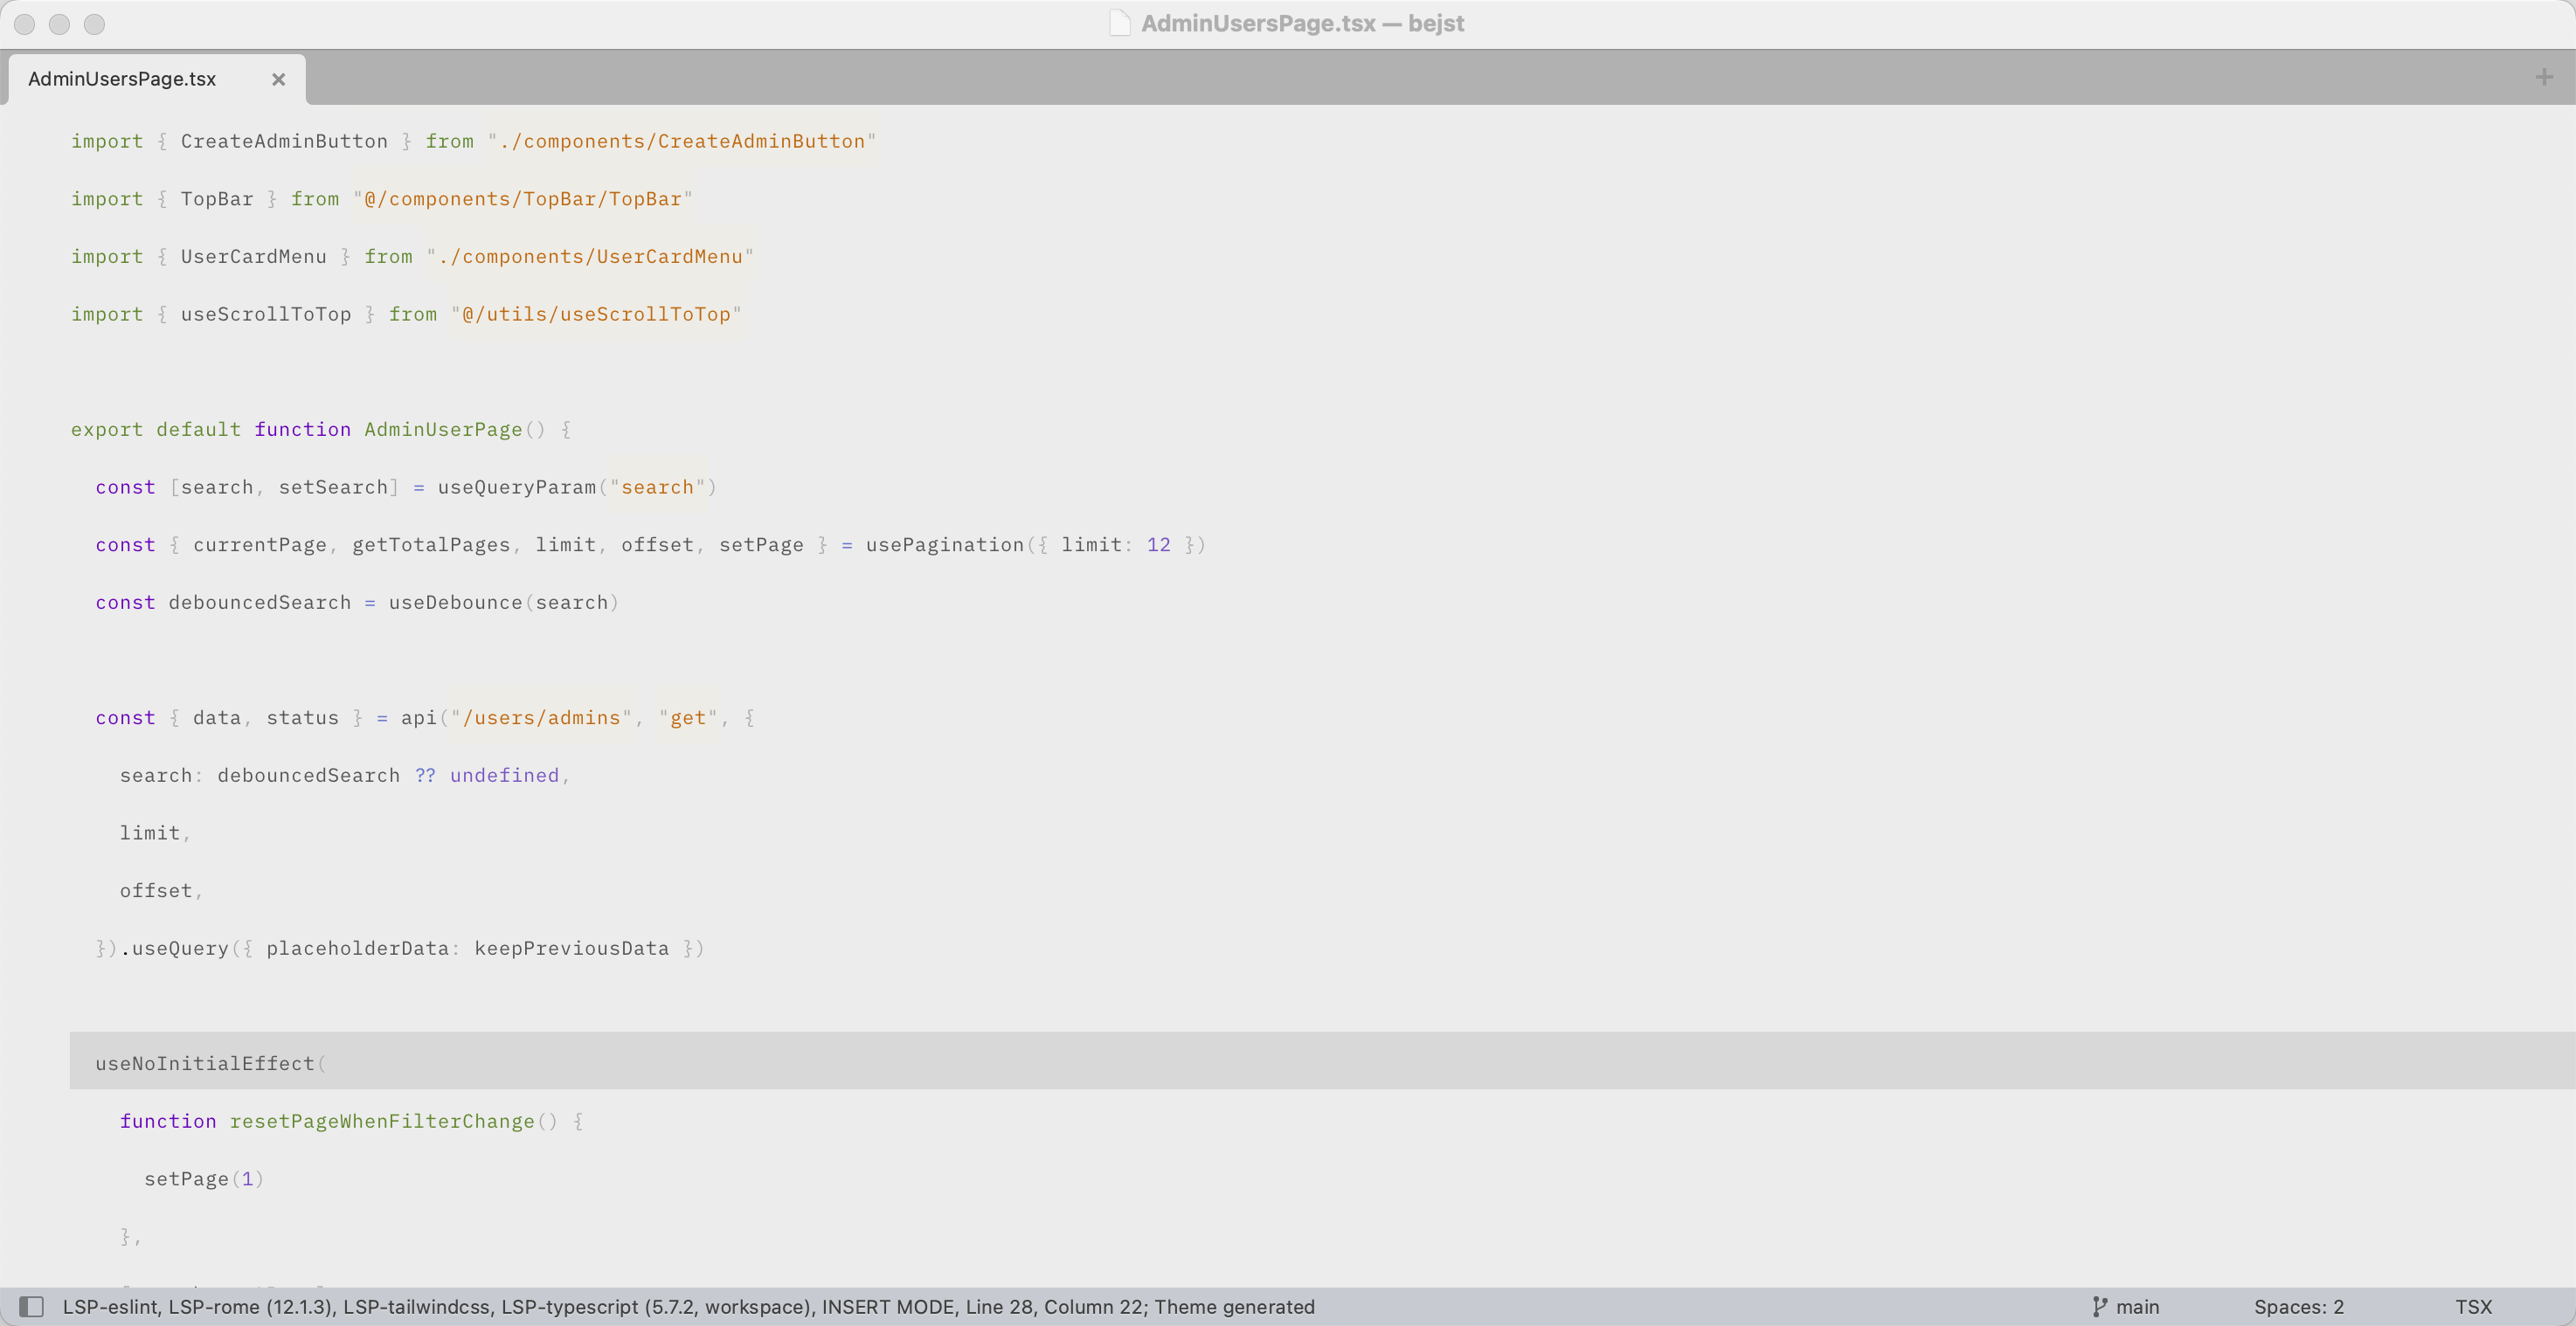 AdminUsersPage.tsx — bejst
AdminUsersPage.tsx
import { CreateAdminButton } from "./components/CreateAdminButton"
import { TopBar } from "@/components/TopBar/TopBar"
import { UserCardMenu } from "./components/UserCardMenu"
import { useScrollToTop } from "@/utils/useScrollToTop"
export default function AdminUserPage() {
const [search, setSearch] = useQueryParam("search")
const { currentPage, getTotalPages, limit, offset, setPage } = usePagination({ limit: 12 })
const debouncedSearch = useDebounce(search)
const { data, status } = api("/users/admins", "get", {
search: debouncedSearch ?? undefined,
limit,
offset,
}).useQuery({ placeholderData: keepPreviousData })
useNoInitialEffect(
function resetPageWhenFilterChange() {
setPage(1)
},
LSP-eslint, LSP-rome (12.1.3), LSP-tailwindcss, LSP-typescript (5.7.2, workspace), INSERT MODE, Line 28, Column 22; Theme generated
main
Spaces: 2
TSX